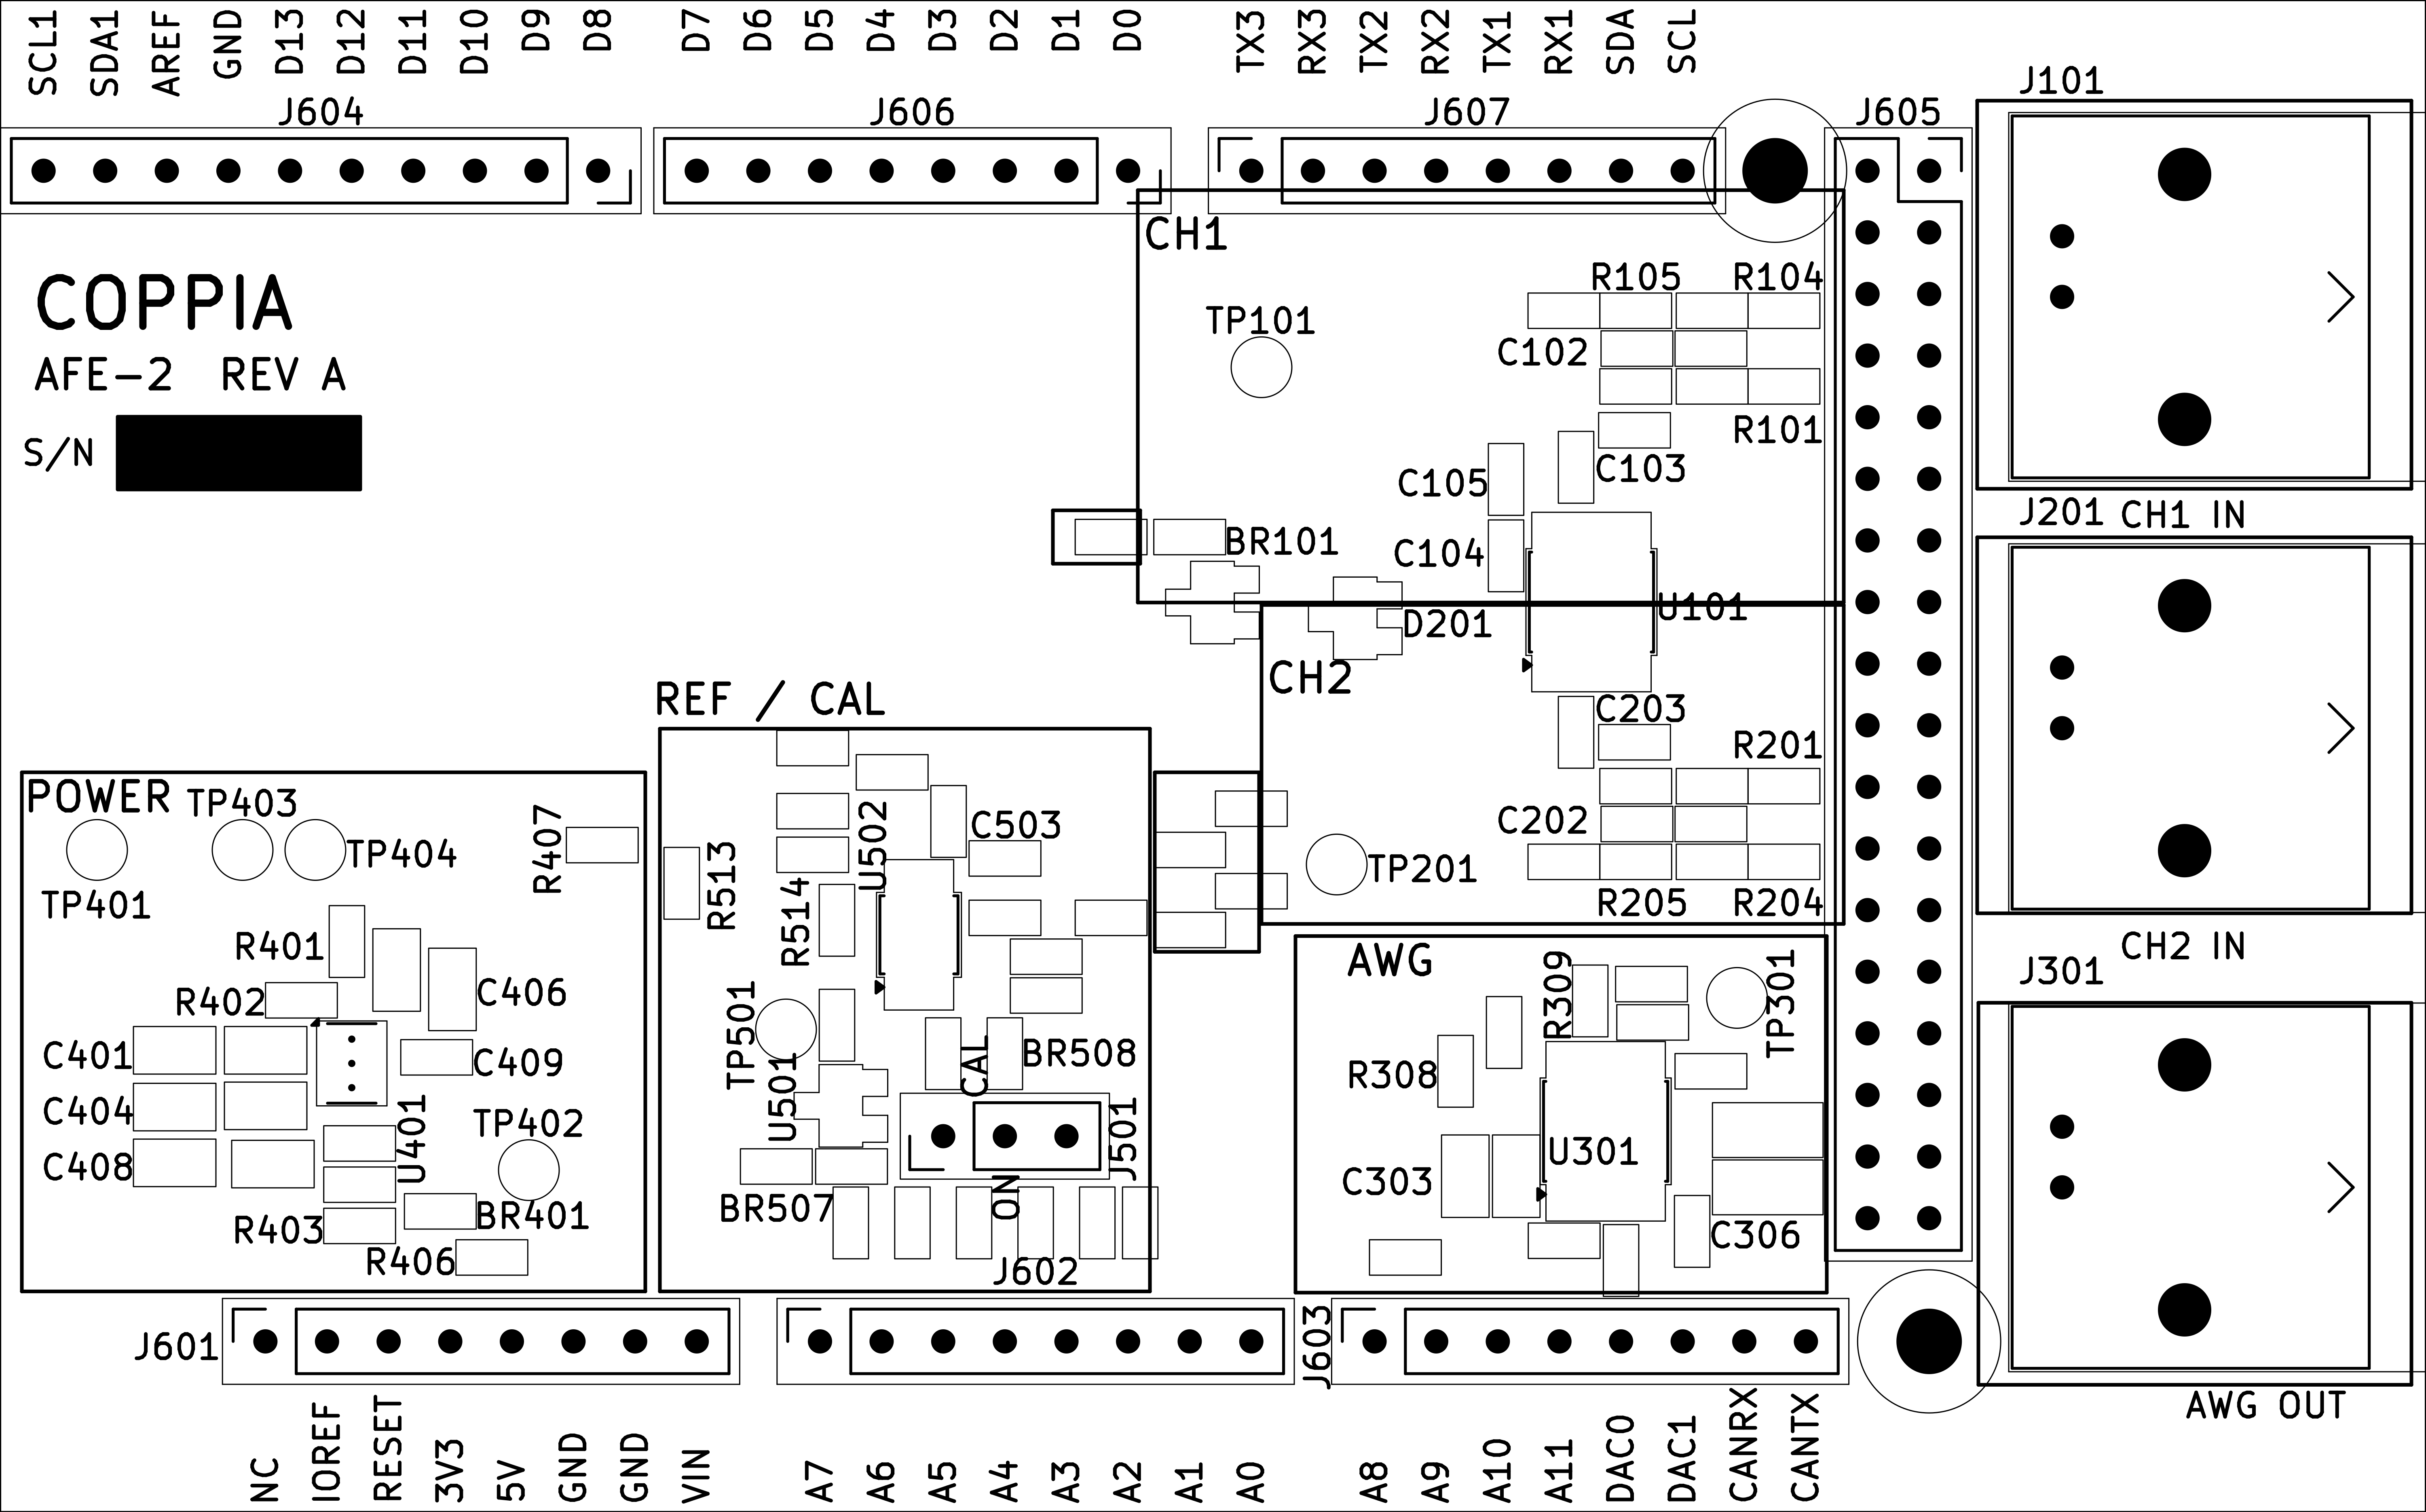 SCL1
SDA1
AREF
GND
D13
D12
D11
D10
D9
D8
D7
D6
D5
D4
D3
D2
D1
D0
TX3
RX3
TX2
RX2
TX1
RX1
SDA
SCL
J604
J606
J607
J605
J101
CH1
COPPIA
AFE-2 REV A
S/N
TP101
R105
R104
C102
R101
C103
C105
BR101
C104
J201
CH1 IN
D201
U101
CH2
C203
REF / CAL
R201
POWER
TP403
C202
C503
U502
R407
TP404
R513
TP401
R514
TP201
R205
R204
R401
AWG
CH2 IN
J301
R402
C406
TP501
R309
TP301
C401
C409
U501
CAL
BR508
R308
C404
TP402
U401
J501
U301
C408
C303
R403
BR401
BR507
ON
C306
R406
J602
J601
J603
AWG OUT
NC
IOREF
RESET
3V3
5V
GND
GND
VIN
A7
A6
A5
A4
A3
A2
A1
A0
A8
A9
A10
A11
DAC0
DAC1
CANRX
CANTX